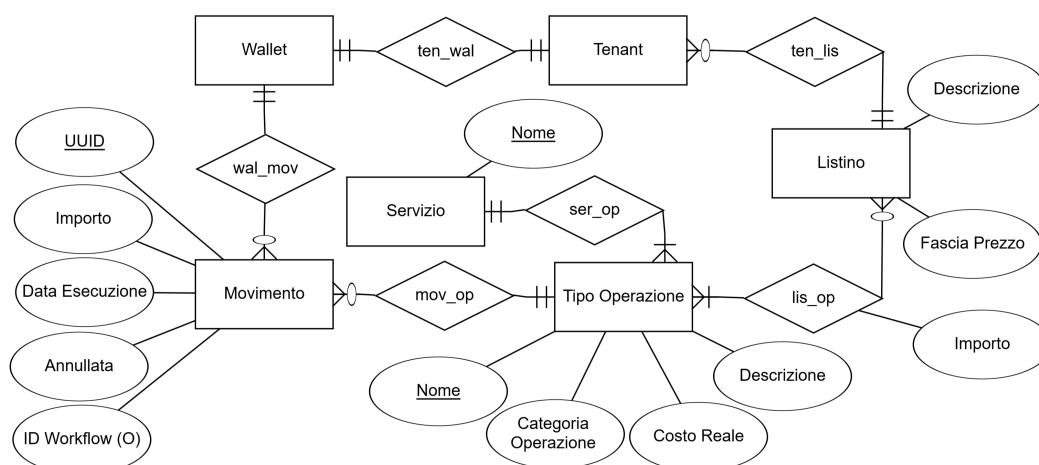 Wallet
ten_wal
Tenant
ten_lis
Descrizione
UUID
Nome
wal_mov
Listino
Servizio
ser_op
Importo
Fascia Prezzo
Data Esecuzione
Movimento
mov_op
Tipo Operazione
lis_op
Importo
Annullata
Nome
Descrizione
Categoria
Operazione
Costo Reale
ID Workflow (O)